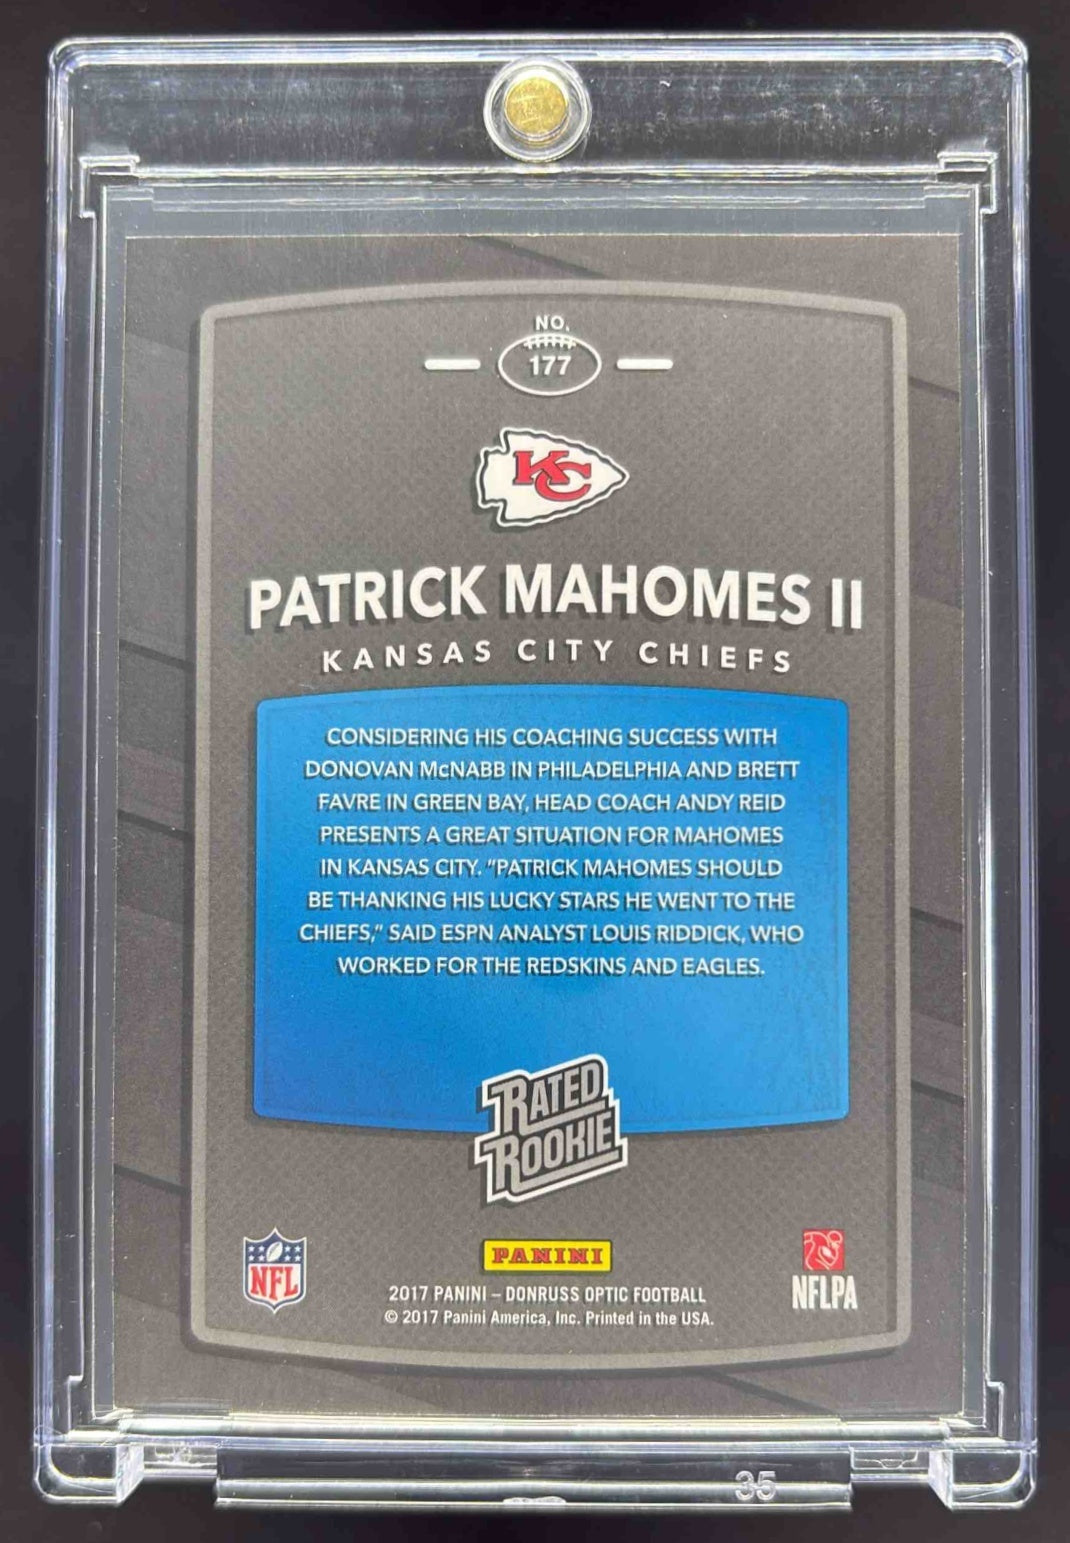 NO.
177
KC
PATRICK MAHOMES II
KANSAS CITY CHIEFS
CONSIDERING HIS COACHING SUCCESS WITH
DONOVAN McNABB IN PHILADELPHIA AND BRETT
FAVRE IN GREEN BAY, HEAD COACH ANDY REID
PRESENTS A GREAT SITUATION FOR MAHOMES
IN KANSAS CITY. "PATRICK MAHOMES SHOULD
BE THANKING HIS LUCKY STARS HE WENT TO THE
CHIEFS," SAID ESPN ANALYST LOUIS RIDDICK, WHO
WORKED FOR THE REDSKINS AND EAGLES.
RATED
ROOKIE
NFL
PANINI
NFLPA
2017 PANINI – DONRUSS OPTIC FOOTBALL
© 2017 Panini America, Inc. Printed in the USA.
35